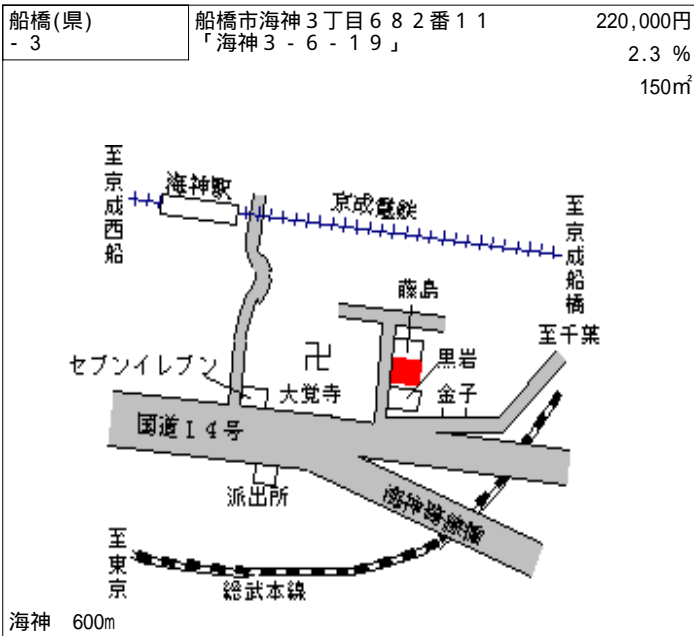 船橋(県)
- 3
船橋市海神３丁目６８２番１１
「海神３-６-１９」
220,000円
2.3 %
150㎡
至京成西船
海神駅
京成電鉄
至京成船橋
藤島
至千葉
黒岩
セブンイレブン
卍
大覚寺
金子
国道１４号
派出所
海神跨線橋
至東京
総武本線
海神 600m